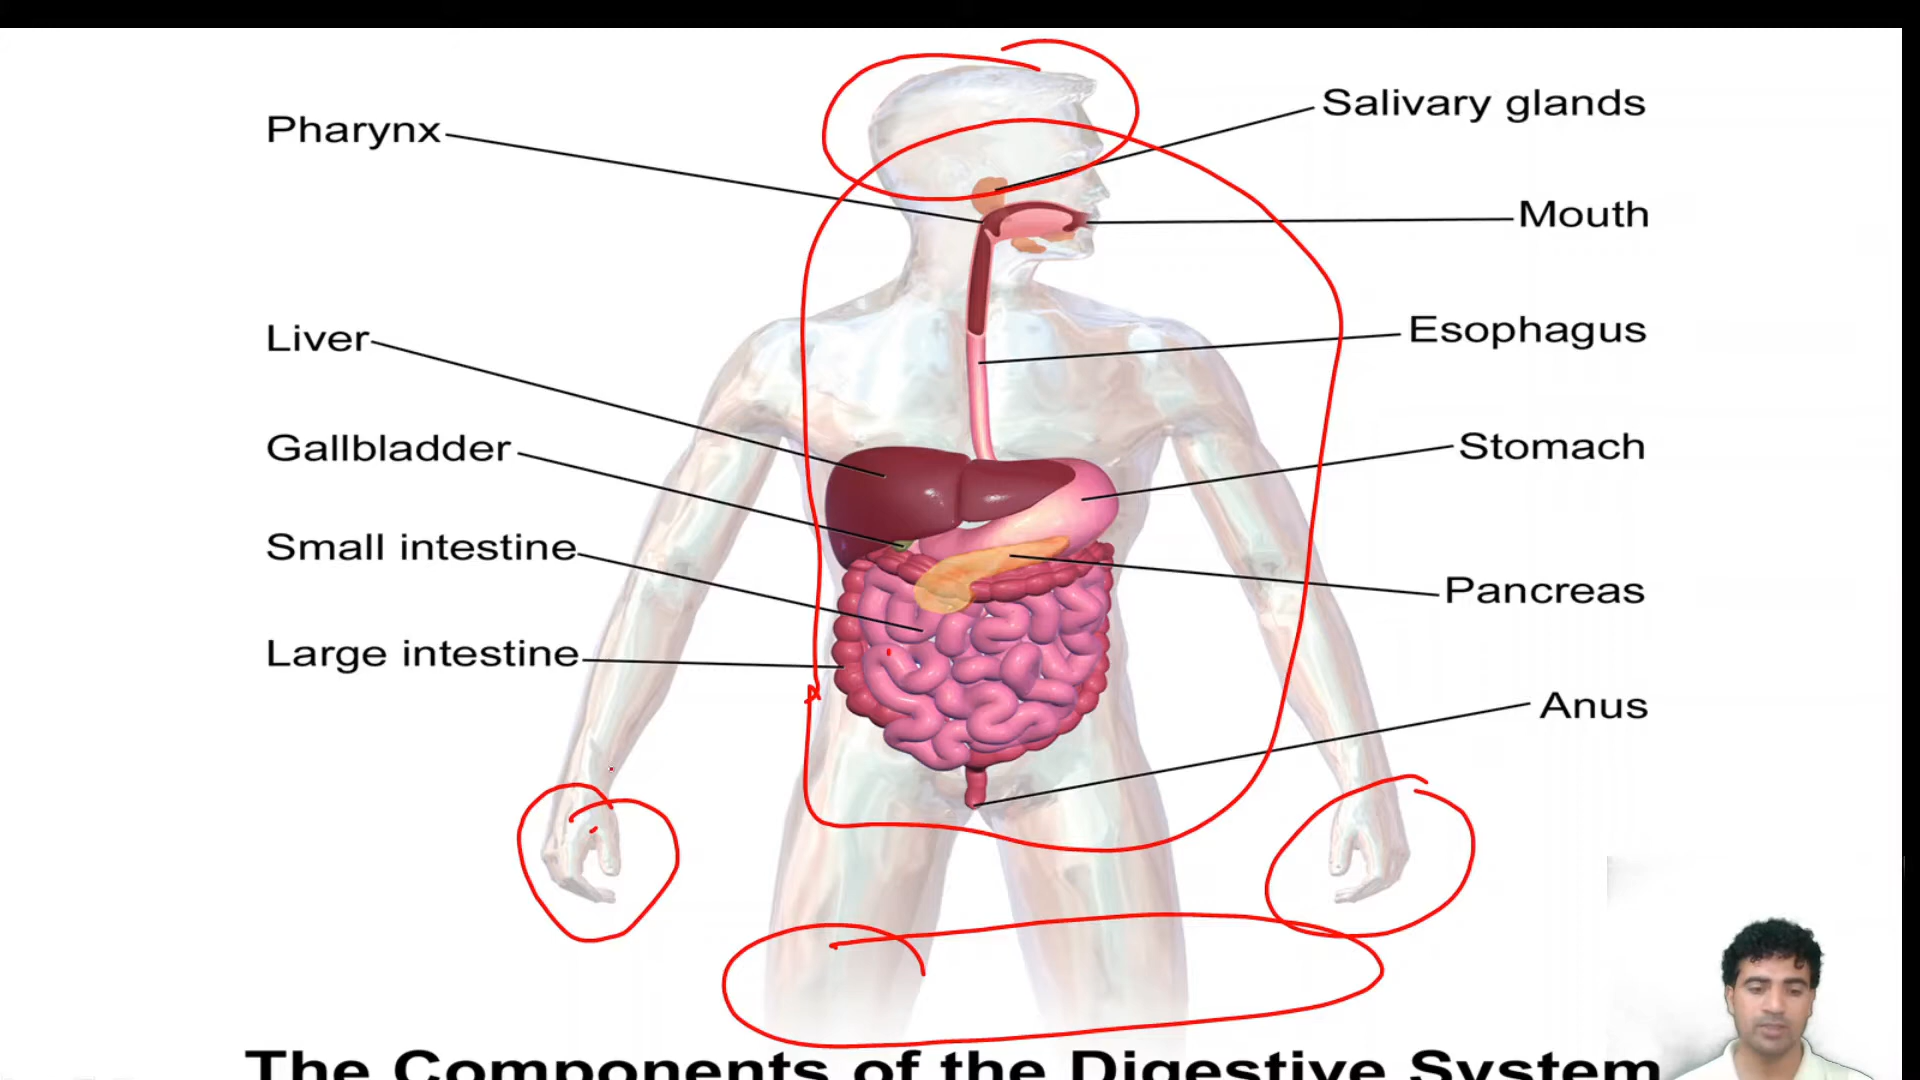 Pharynx
Liver
Gallbladder
Small intestine
Large intestine
Salivary glands
Mouth
Esophagus
Stomach
Pancreas
Anus
The Components of the Digestive System